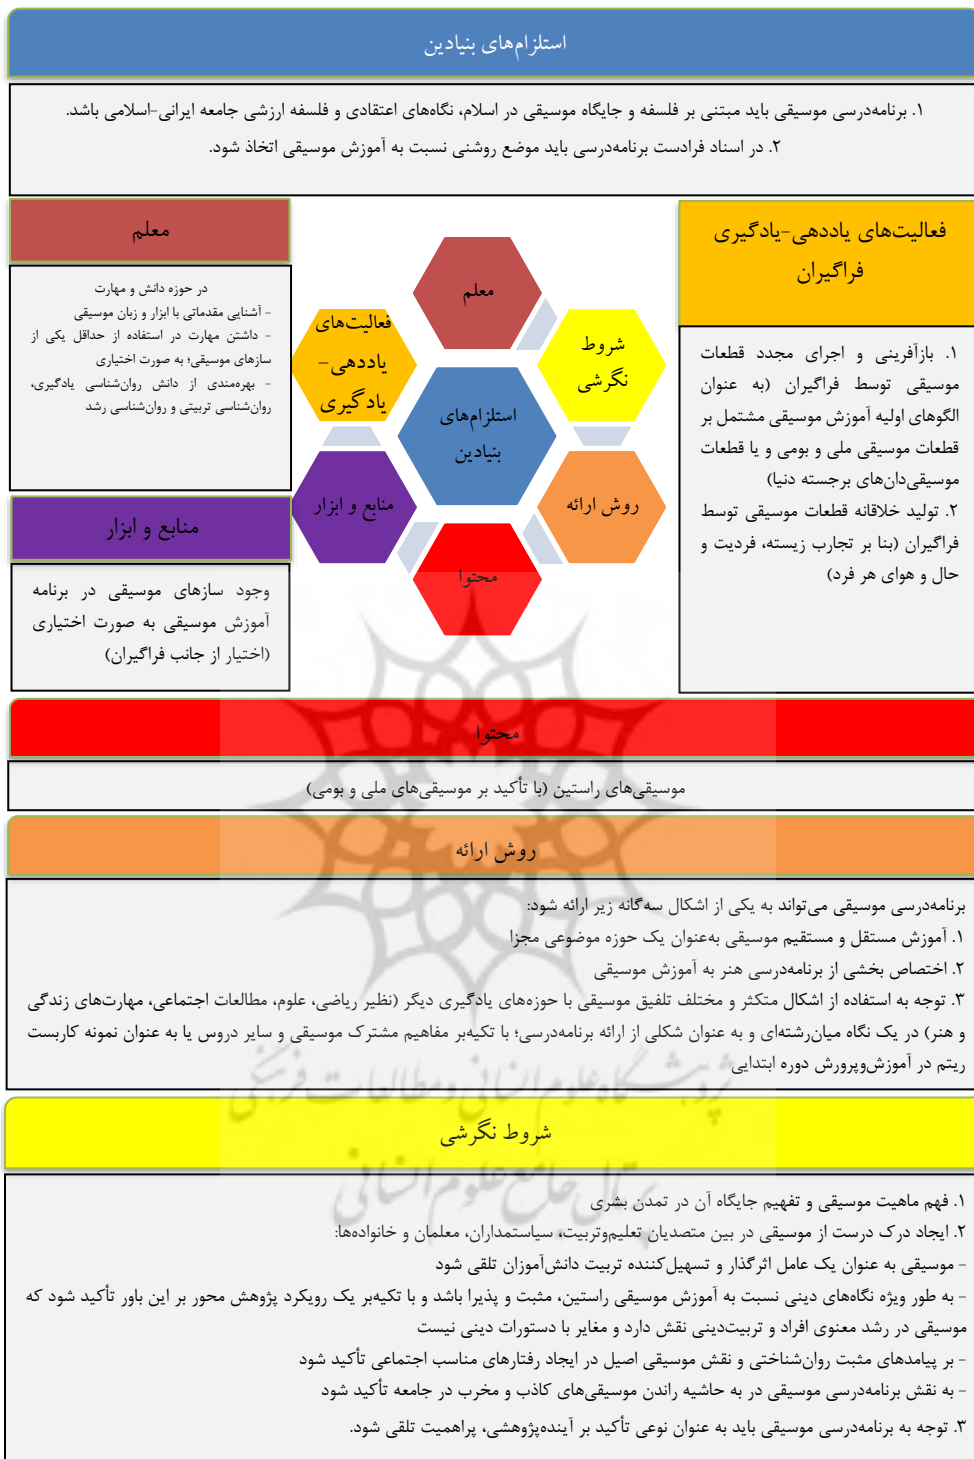 استلزام‌های بنیادین
۱. برنامه‌درسی موسیقی باید مبتنی بر فلسفه و جایگاه موسیقی در اسلام، نگاه‌های اعتقادی و فلسفه ارزشی جامعه ایرانی-اسلامی باشد.
۲. در اسناد فرادست برنامه‌درسی باید موضع روشنی نسبت به آموزش موسیقی اتخاذ شود.
فعالیت‌های یاددهی-یادگیری
فراگیران
۱. بازآفرینی و اجرای مجدد قطعات
موسیقی توسط فراگیران (به عنوان
الگوهای اولیه آموزش موسیقی مشتمل بر
قطعات موسیقی ملی و بومی و یا قطعات
موسیقی‌دان‌های برجسته دنیا)
۲. تولید خلاقانه قطعات موسیقی توسط
فراگیران (بنا بر تجارب زیسته، فردیت و
حال و هوای هر فرد)
معلم
شروط
نگرشی
روش ارائه
محتوا
منابع و ابزار
فعالیت‌های
یاددهی-
یادگیری
استلزام‌های
بنیادین
معلم
در حوزه دانش و مهارت
- آشنایی مقدماتی با ابزار و زبان موسیقی
- داشتن مهارت در استفاده از حداقل یکی از
سازهای موسیقی؛ به صورت اختیاری
- بهره‌مندی از دانش روان‌شناسی یادگیری،
روان‌شناسی تربیتی و روان‌شناسی رشد
منابع و ابزار
وجود سازهای موسیقی در برنامه
آموزش موسیقی به صورت اختیاری
(اختیار از جانب فراگیران)
محتوا
موسیقی‌های راستین (با تأکید بر موسیقی‌های ملی و بومی)
روش ارائه
برنامه‌درسی موسیقی می‌تواند به یکی از اشکال سه‌گانه زیر ارائه شود:
۱. آموزش مستقل و مستقیم موسیقی به‌عنوان یک حوزه موضوعی مجزا
۲. اختصاص بخشی از برنامه‌درسی هنر به آموزش موسیقی
۳. توجه به استفاده از اشکال متکثر و مختلف تلفیق موسیقی با حوزه‌های یادگیری دیگر (نظیر ریاضی، علوم، مطالعات اجتماعی، مهارت‌های زندگی
و هنر) در یک نگاه میان‌رشته‌ای و به عنوان شکلی از ارائه برنامه‌درسی؛ با تکیه‌بر مفاهیم مشترک موسیقی و سایر دروس یا به عنوان نمونه کاربست
ریتم در آموزش‌وپرورش دوره ابتدایی
پژوهشگاه علوم انسانی و مطالعات فرهنگی
شروط نگرشی
پرتال جامع علوم انسانی
۱. فهم ماهیت موسیقی و تفهیم جایگاه آن در تمدن بشری
۲. ایجاد درک درست از موسیقی در بین متصدیان تعلیم‌وتربیت، سیاستمداران، معلمان و خانواده‌ها:
- موسیقی به عنوان یک عامل اثرگذار و تسهیل‌کننده تربیت دانش‌آموزان تلقی شود
- به طور ویژه نگاه‌های دینی نسبت به آموزش موسیقی راستین، مثبت و پذیرا باشد و با تکیه‌بر یک رویکرد پژوهش محور بر این باور تأکید شود که
موسیقی در رشد معنوی افراد و تربیت‌دینی نقش دارد و مغایر با دستورات دینی نیست
- بر پیامدهای مثبت روان‌شناختی و نقش موسیقی اصیل در ایجاد رفتارهای مناسب اجتماعی تأکید شود
- به نقش برنامه‌درسی موسیقی در به حاشیه راندن موسیقی‌های کاذب و مخرب در جامعه تأکید شود
۳. توجه به برنامه‌درسی موسیقی باید به عنوان نوعی تأکید بر آینده‌پژوهشی، پراهمیت تلقی شود.